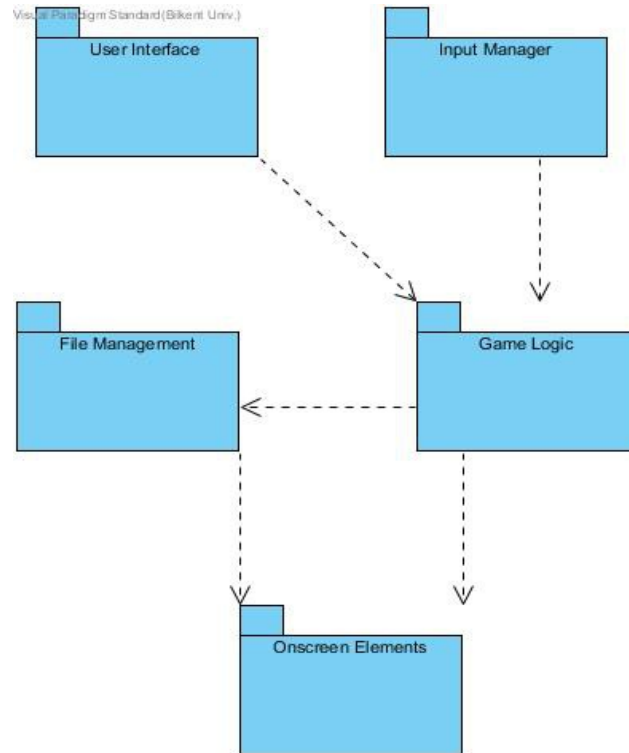 Visual Paradigm Standard(Bilkent Univ.)
User Interface
Input Manager
File Management
Game Logic
Onscreen Elements